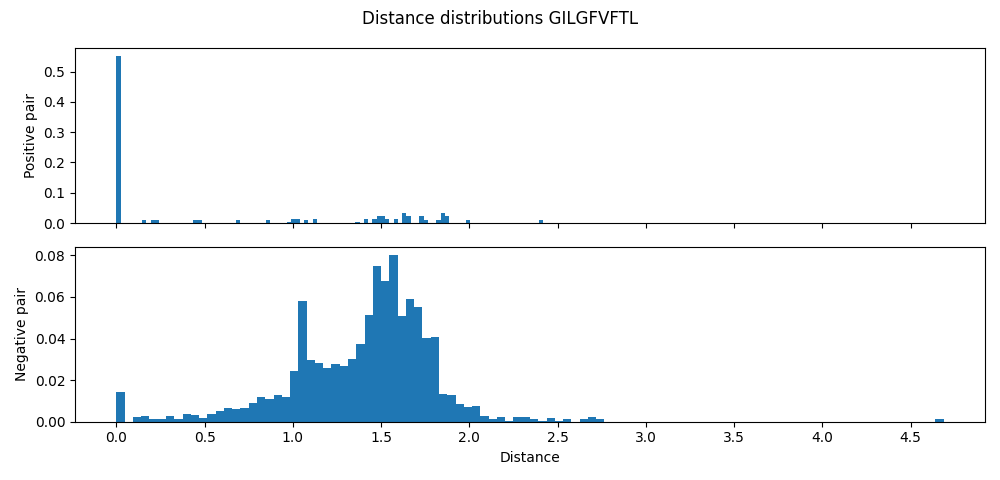 Distance distributions GILGFVFTL
Positive pair
0.5
0.4
0.3
0.2
0.1
0.0
Negative pair
0.08
0.06
0.04
0.02
0.00
0.0 0.5 1.0 1.5 2.0 2.5 3.0 3.5 4.0 4.5
Distance